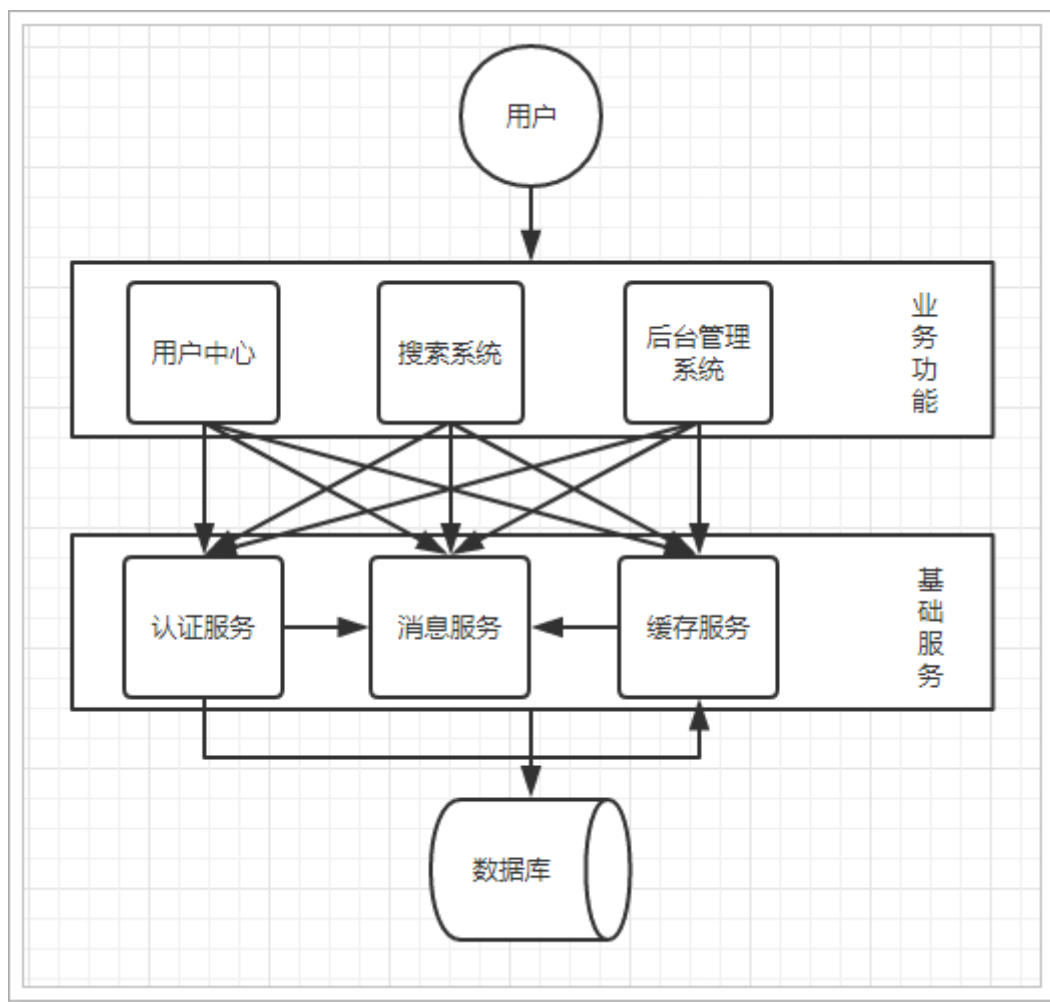 用户
用户中心
搜索系统
后台管理
系统
业
务
功
能
认证服务
消息服务
缓存服务
基
础
服
务
数据库